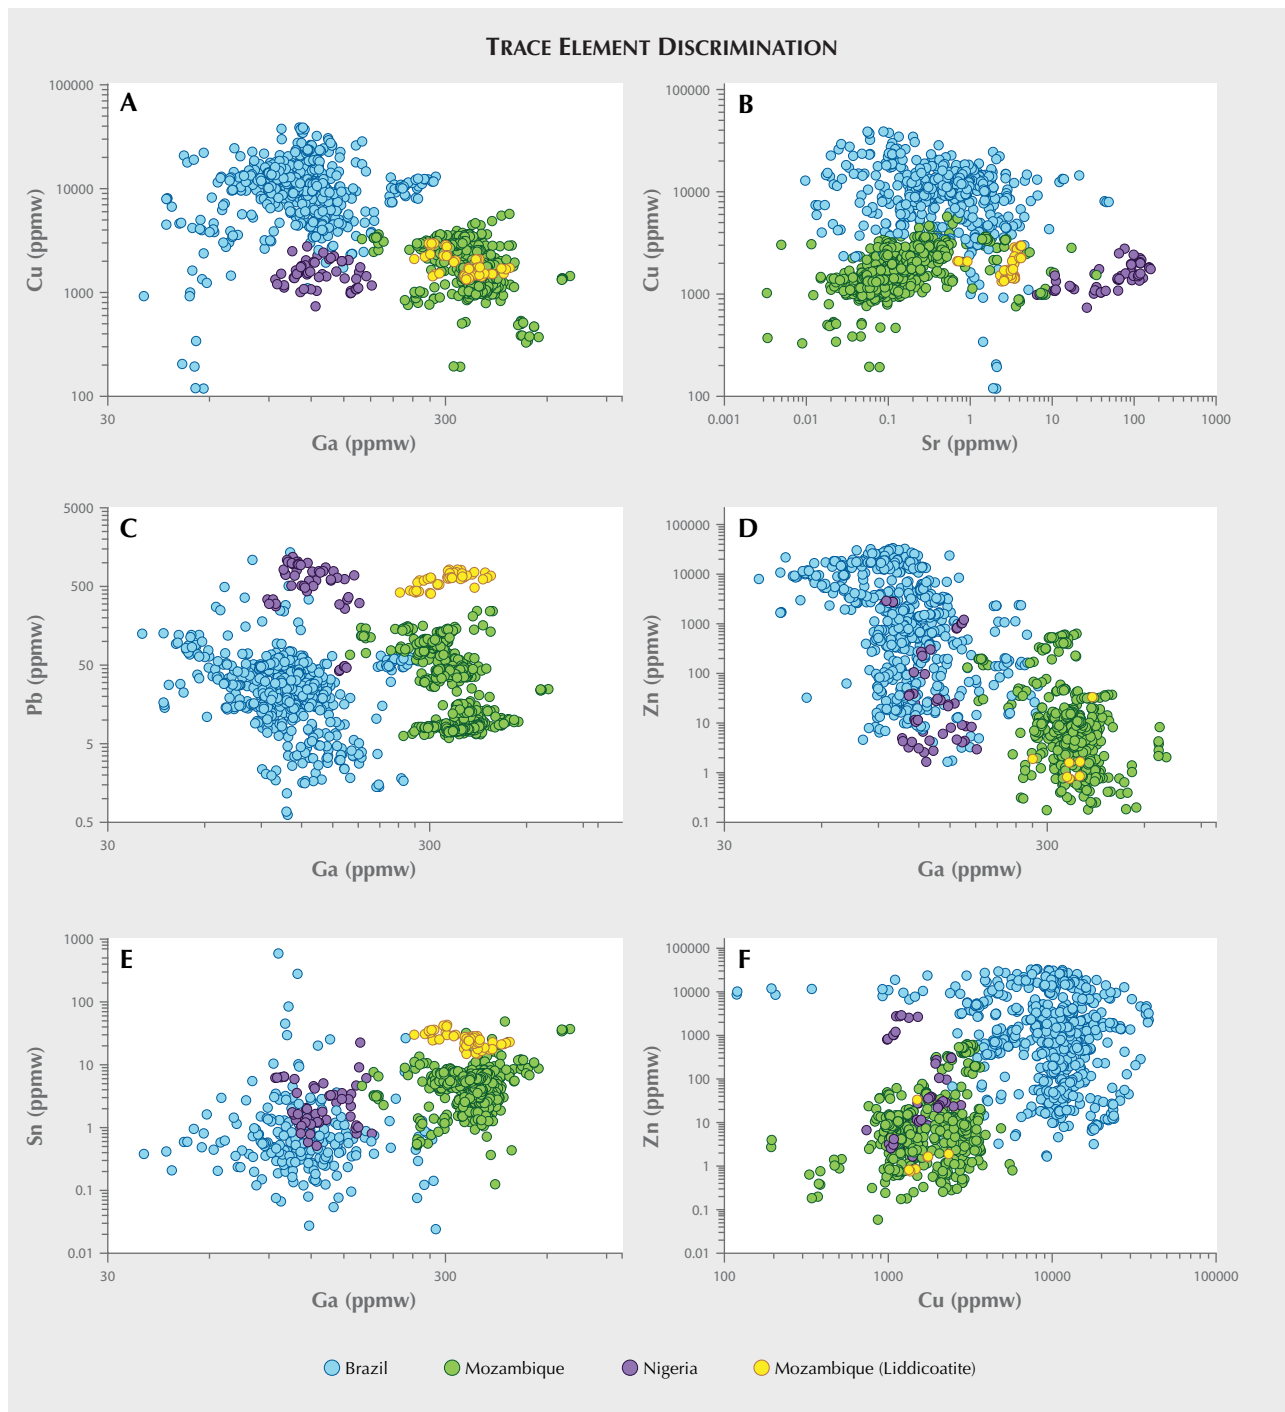 TRACE ELEMENT DISCRIMINATION
A
100000
10000
1000
100
Cu (ppmw)
30
300
Ga (ppmw)
B
100000
10000
1000
100
Cu (ppmw)
0.001
0.01
0.1
1
10
100
1000
Sr (ppmw)
C
5000
500
50
5
0.5
Pb (ppmw)
30
300
Ga (ppmw)
D
100000
10000
1000
100
10
1
0.1
Zn (ppmw)
30
300
Ga (ppmw)
E
1000
100
10
1
0.1
0.01
Sn (ppmw)
30
300
Ga (ppmw)
F
100000
10000
1000
100
10
1
0.1
0.01
Zn (ppmw)
100
1000
10000
100000
Cu (ppmw)
Brazil
Mozambique
Nigeria
Mozambique (Liddicoatite)